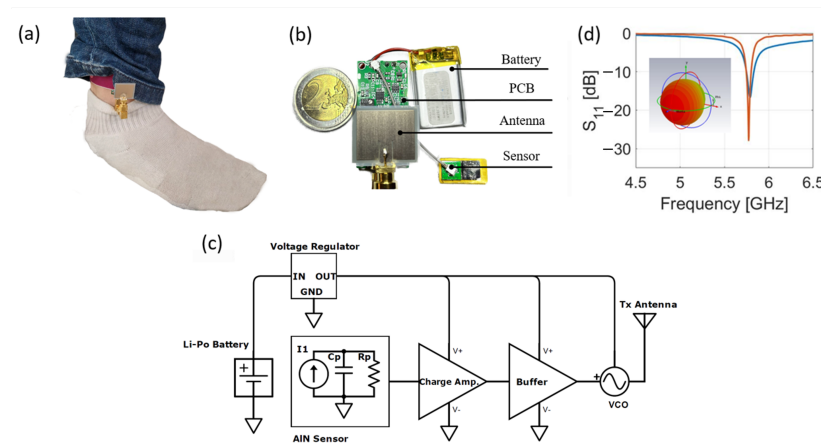 (a)
(b)
Battery
PCB
Antenna
Sensor
2
(d)
0
-10
-20
-30
S11 [dB]
4.5 5 5.5 6 6.5
Frequency [GHz]
(c)
Voltage Regulator
IN OUT
GND
Tx Antenna
Li-Po Battery
+
I1 Cp Rp
V+
V+
Charge Amp.
Buffer
+
VCO
V-
V-
AlN Sensor